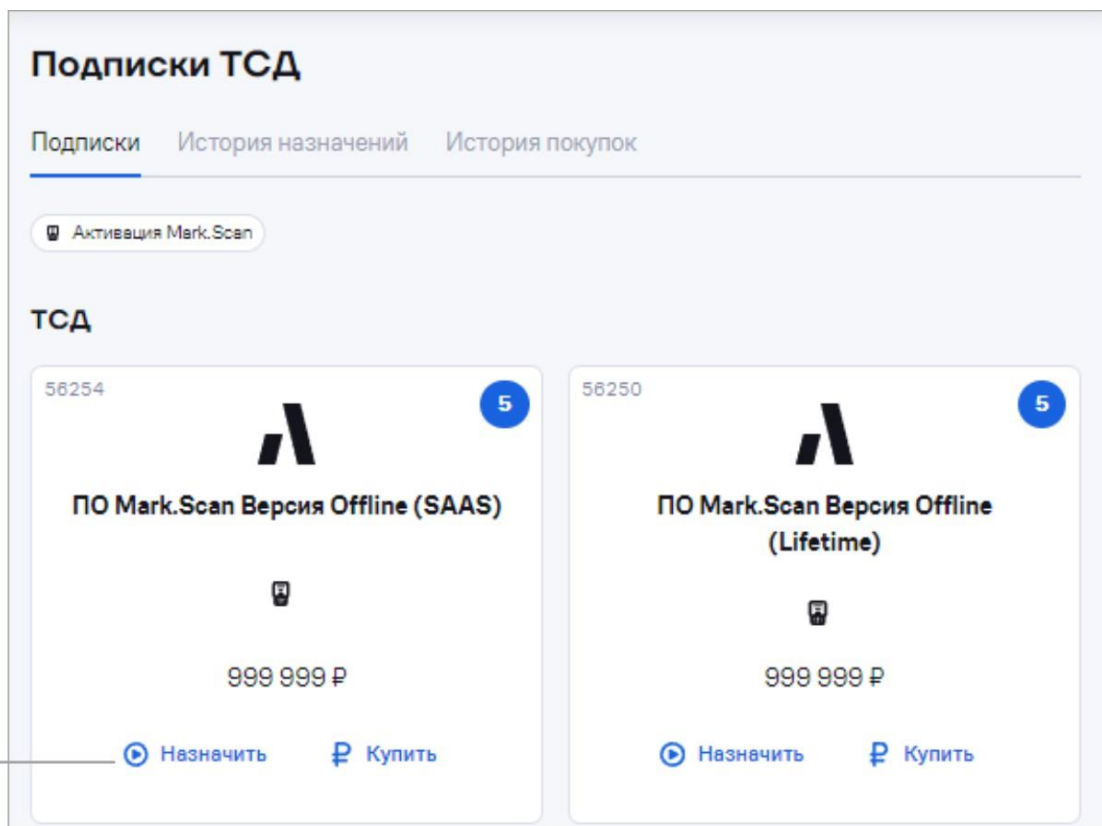 Подписки ТСД
Подписки История назначений История покупок
Активация Mark.Scan
ТСД
56254
5
ПО Mark.Scan Версия Offline (SAAS)
999 999 ₽
Назначить ₽ Купить
56250
5
ПО Mark.Scan Версия Offline
(Lifetime)
999 999 ₽
Назначить ₽ Купить